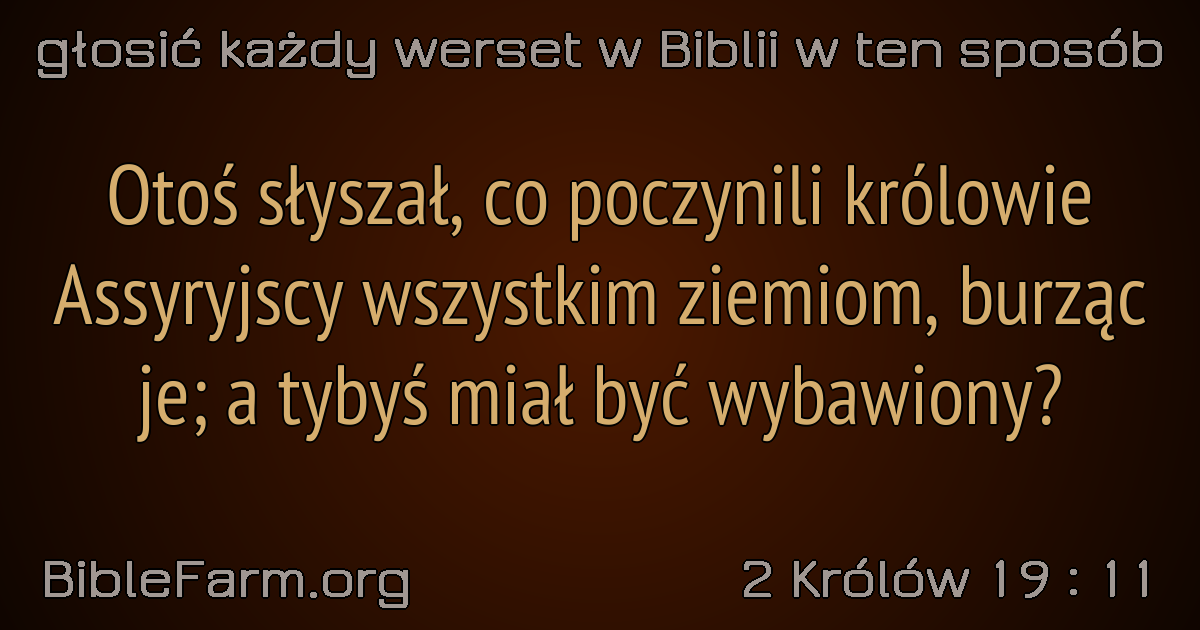 głosić każdy werset w Biblii w ten sposób
Otoś słyszał, co poczynili królowie
Assyryjscy wszystkim ziemiom, burząc
je; a tybyś miał być wybawiony?
BibleFarm.org
2 Królów 19 : 11